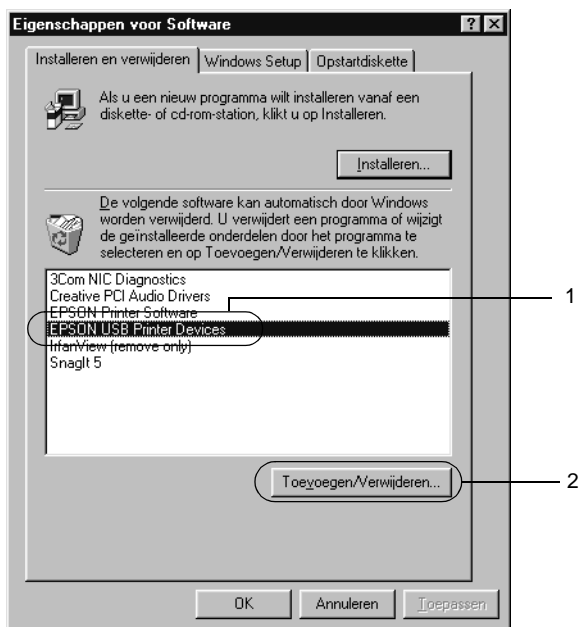 Eigenschappen voor Software
Installeren en verwijderen
Windows Setup
Opstartdiskette
Als u een nieuw programma wilt installeren vanaf een
diskette- of cd-rom-station, klikt u op Installeren.
Installeren...
De volgende software kan automatisch door Windows
worden verwijderd. U verwijdert een programma of wijzigt
de geïnstalleerde onderdelen door het programma te
selecteren en op Toevoegen/Verwijderen te klikken.
3Com NIC Diagnostics
Creative PCI Audio Drivers
EPSON Printer Software
EPSON USB Printer Devices
IrfanView (remove only)
SnagIt 5
1
Toevoegen/Verwijderen...
2
OK
Annuleren
Toepassen